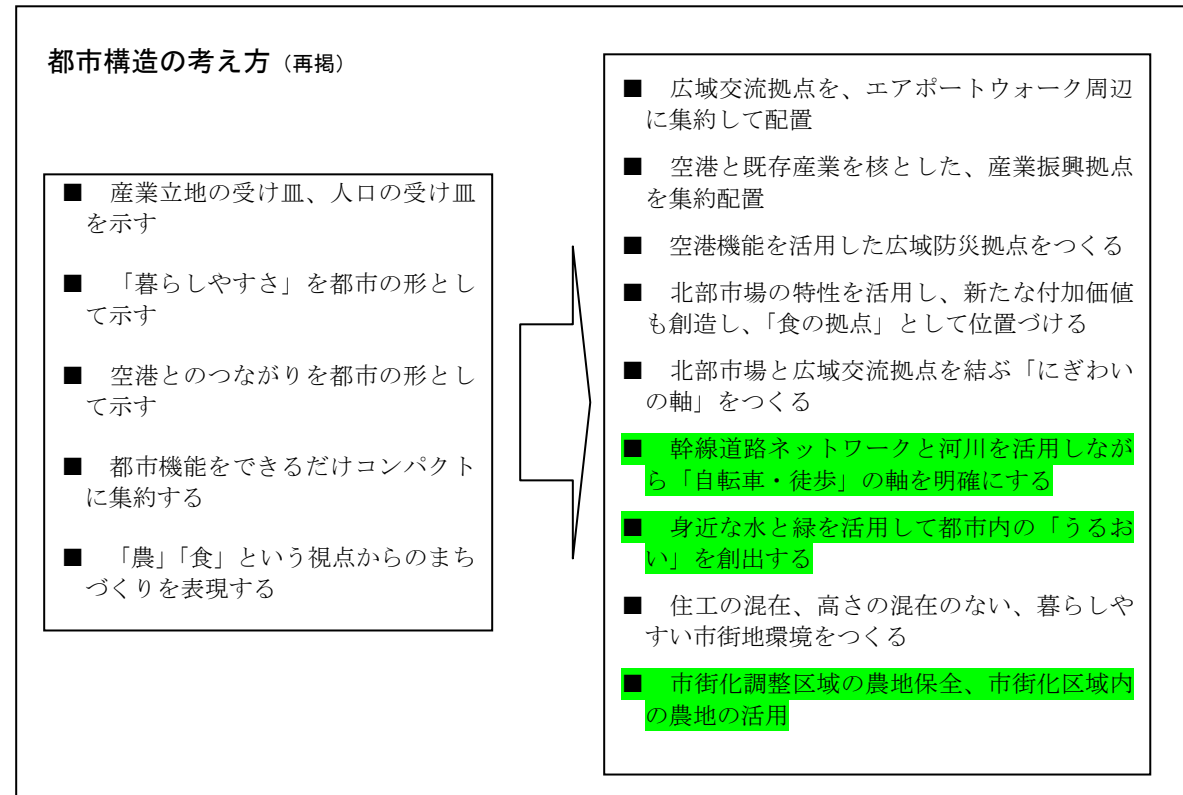 都市構造の考え方（再掲）
■ 産業立地の受け皿、人口の受け皿
を示す
■ 「暮らしやすさ」を都市の形とし
て示す
■ 空港とのつながりを都市の形とし
て示す
■ 都市機能をできるだけコンパクト
に集約する
■ 「農」「食」という視点からのまち
づくりを表現する
■ 広域交流拠点を、エアポートウォーク周辺
に集約して配置
■ 空港と既存産業を核とした、産業振興拠点
を集約配置
■ 空港機能を活用した広域防災拠点をつくる
■ 北部市場の特性を活用し、新たな付加価値
も創造し、「食の拠点」として位置づける
■ 北部市場と広域交流拠点を結ぶ「にぎわい
の軸」をつくる
■ 幹線道路ネットワークと河川を活用しなが
ら「自転車・徒歩」の軸を明確にする
■ 身近な水と緑を活用して都市内の「うるお
い」を創出する
■ 住工の混在、高さの混在のない、暮らしや
すい市街地環境をつくる
■ 市街化調整区域の農地保全、市街化区域内
の農地の活用